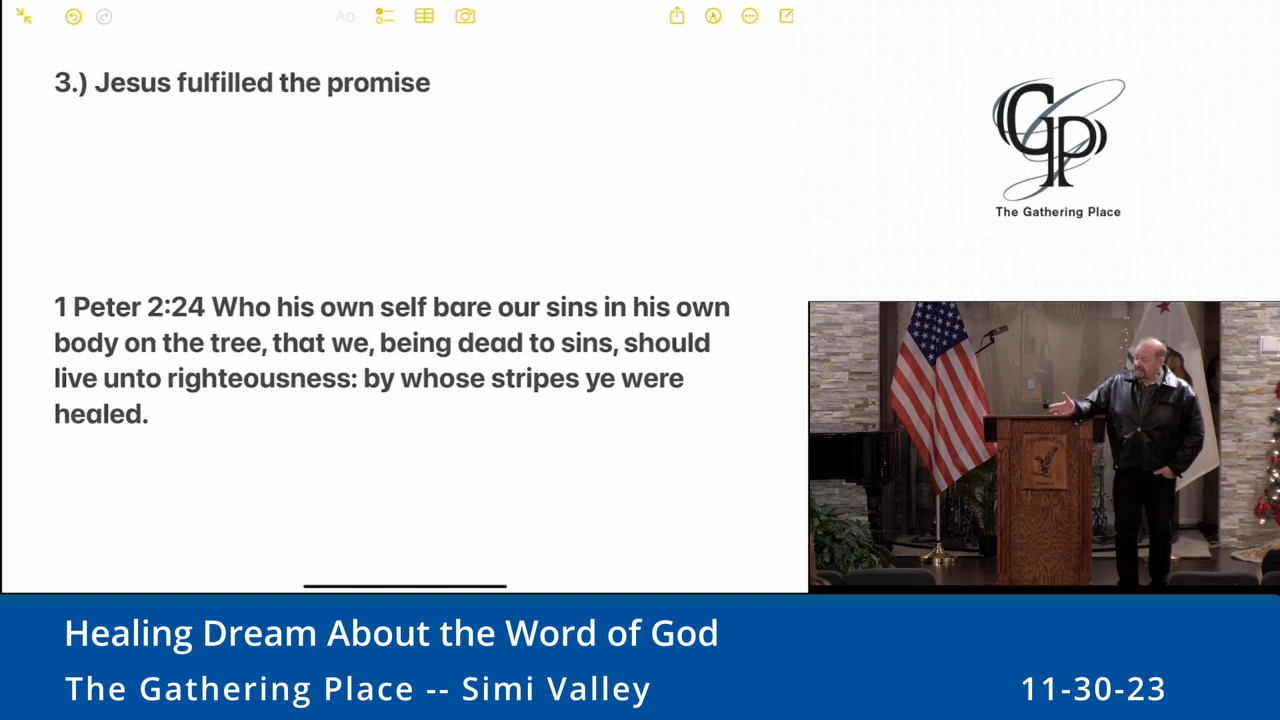 Aa
3.) Jesus fulfilled the promise
1 Peter 2:24 Who his own self bare our sins in his own
body on the tree, that we, being dead to sins, should
live unto righteousness: by whose stripes ye were
healed.
GP
The Gathering Place
Healing Dream About the Word of God
The Gathering Place -- Simi Valley
11-30-23